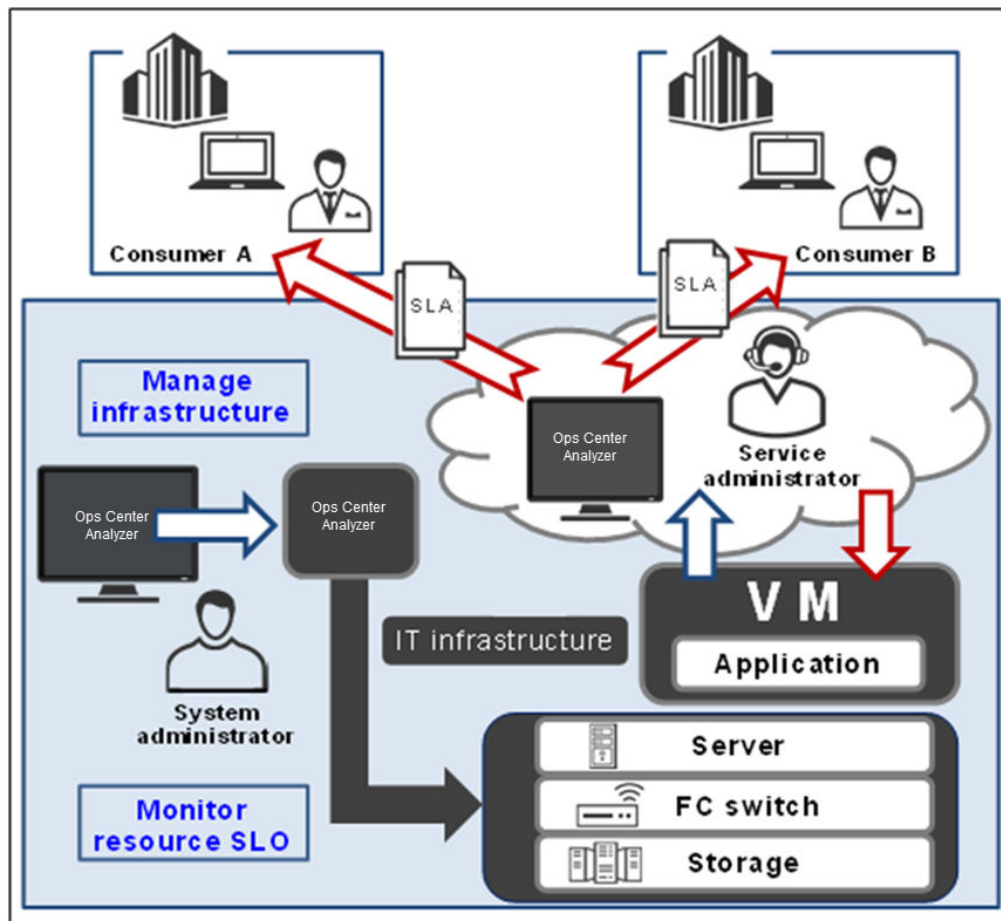 Consumer A
Consumer B
SLA
SLA
Manage
infrastructure
Ops Center
Analyzer
Service
administrator
Ops Center
Analyzer
Ops Center
Analyzer
VM
Application
IT infrastructure
System
administrator
Server
FC switch
Storage
Monitor
resource SLO